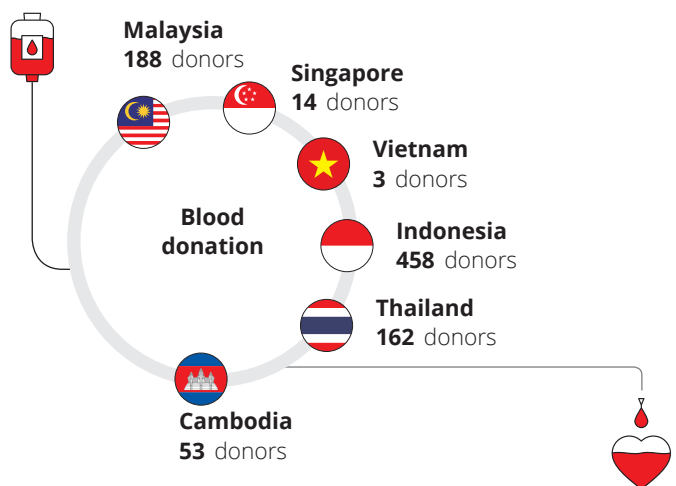 Malaysia
188 donors
Singapore
14 donors
Vietnam
3 donors
Blood
donation
Indonesia
458 donors
Thailand
162 donors
Cambodia
53 donors